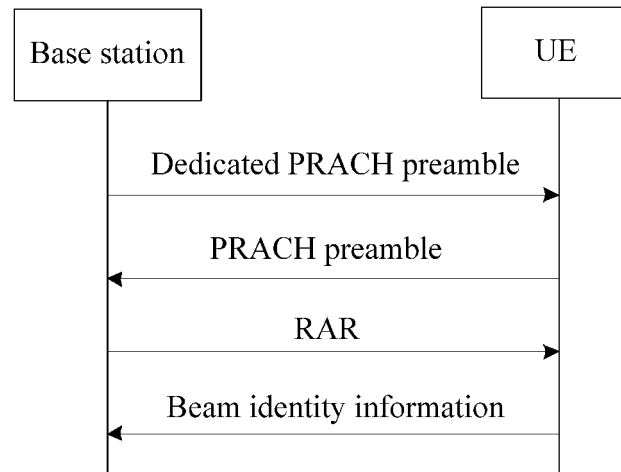 Base station
UE
Dedicated PRACH preamble
PRACH preamble
RAR
Beam identity information